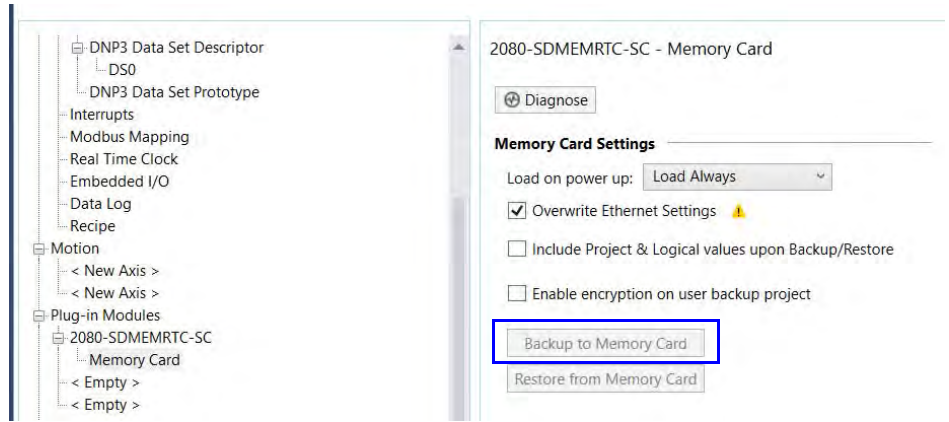 DNP3 Data Set Descriptor
DS0
DNP3 Data Set Prototype
Interrupts
Modbus Mapping
Real Time Clock
Embedded I/O
Data Log
Recipe
Motion
< New Axis >
< New Axis >
Plug-in Modules
2080-SDMEMRTC-SC
Memory Card
< Empty >
< Empty >
2080-SDMEMRTC-SC - Memory Card
Diagnose
Memory Card Settings
Load on power up: Load Always
Overwrite Ethernet Settings
Include Project & Logical values upon Backup/Restore
Enable encryption on user backup project
Backup to Memory Card
Restore from Memory Card